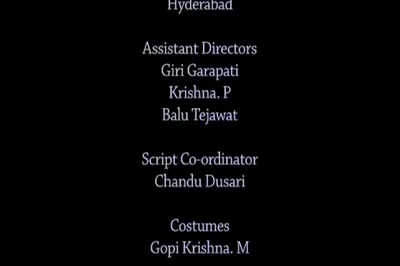 Hyderabad
Assistant Directors
Giri Garapati
Krishna. P
Balu Tejawat
Script Co-ordinator
Chandu Dusari
Costumes
Gopi Krishna. M